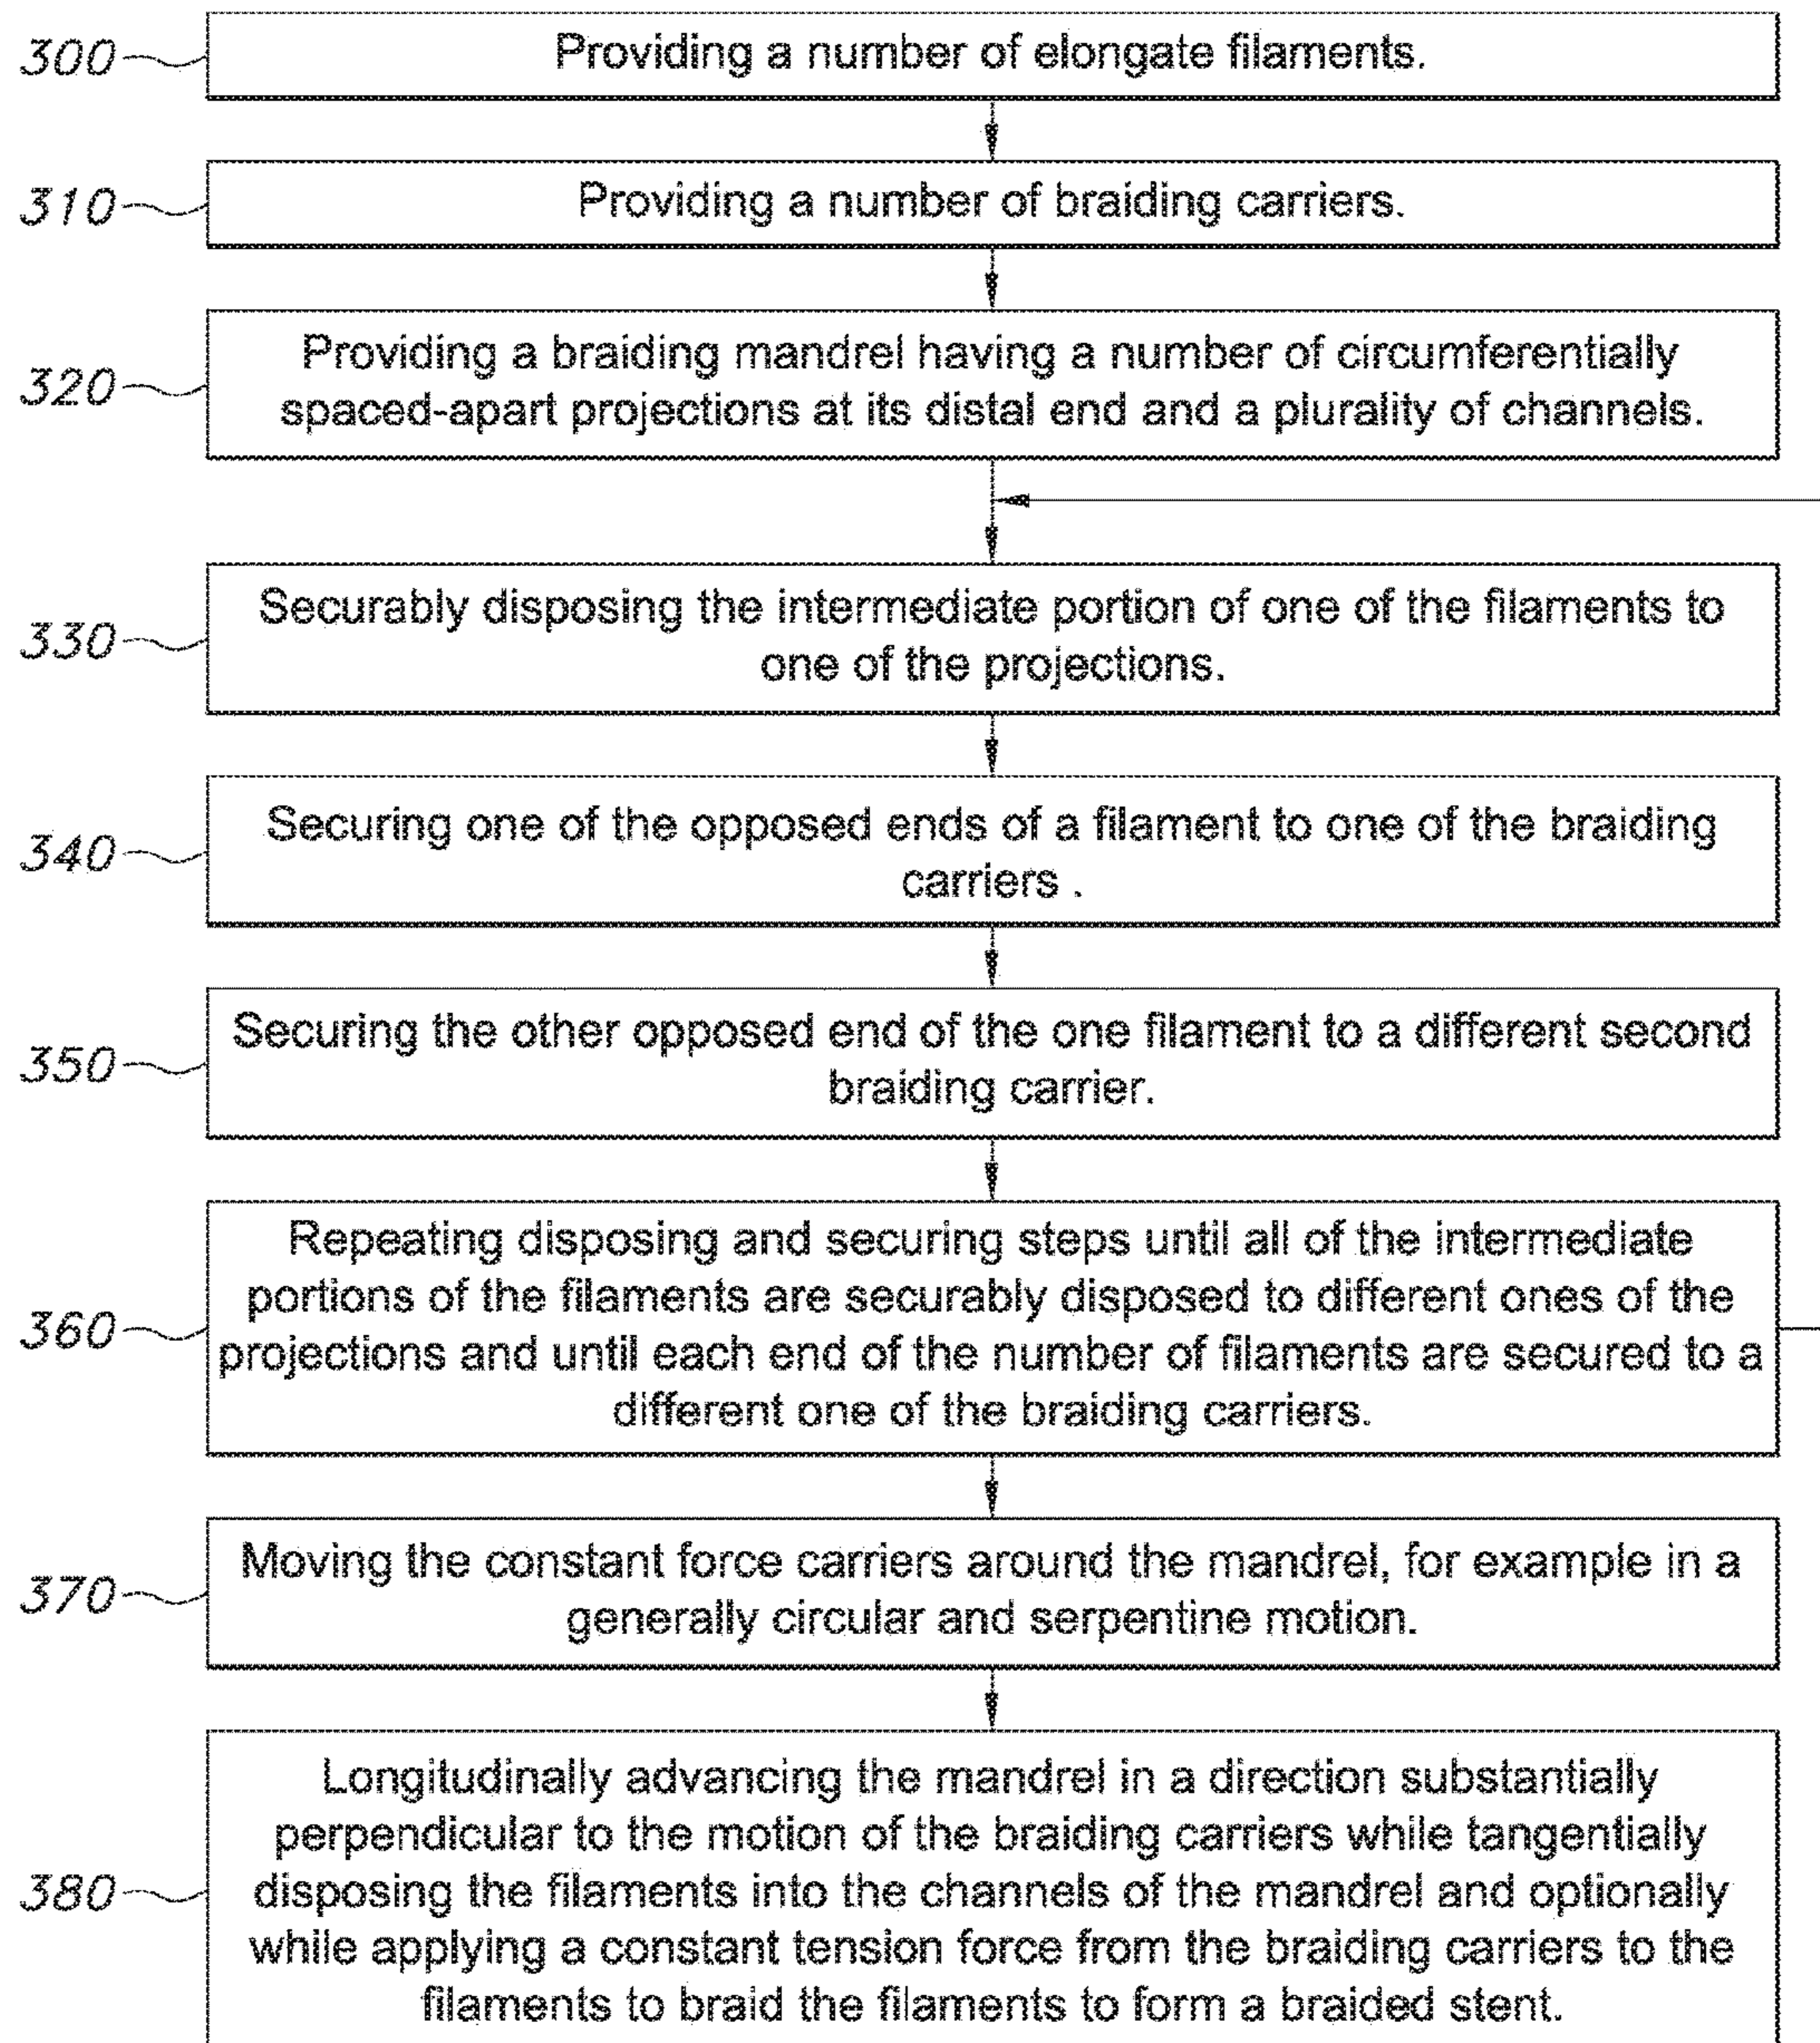 300
Providing a number of elongate filaments.
310
Providing a number of braiding carriers.
320
Providing a braiding mandrel having a number of circumferentially
spaced-apart projections at its distal end and a plurality of channels.
330
Securably disposing the intermediate portion of one of the filaments to
one of the projections.
340
Securing one of the opposed ends of a filament to one of the braiding
carriers .
350
Securing the other opposed end of the one filament to a different second
braiding carrier.
360
Repeating disposing and securing steps until all of the intermediate
portions of the filaments are securably disposed to different ones of the
projections and until each end of the number of filaments are secured to a
different one of the braiding carriers.
370
Moving the constant force carriers around the mandrel, for example in a
generally circular and serpentine motion.
380
Longitudinally advancing the mandrel in a direction substantially
perpendicular to the motion of the braiding carriers while tangentially
disposing the filaments into the channels of the mandrel and optionally
while applying a constant tension force from the braiding carriers to the
filaments to braid the filaments to form a braided stent.